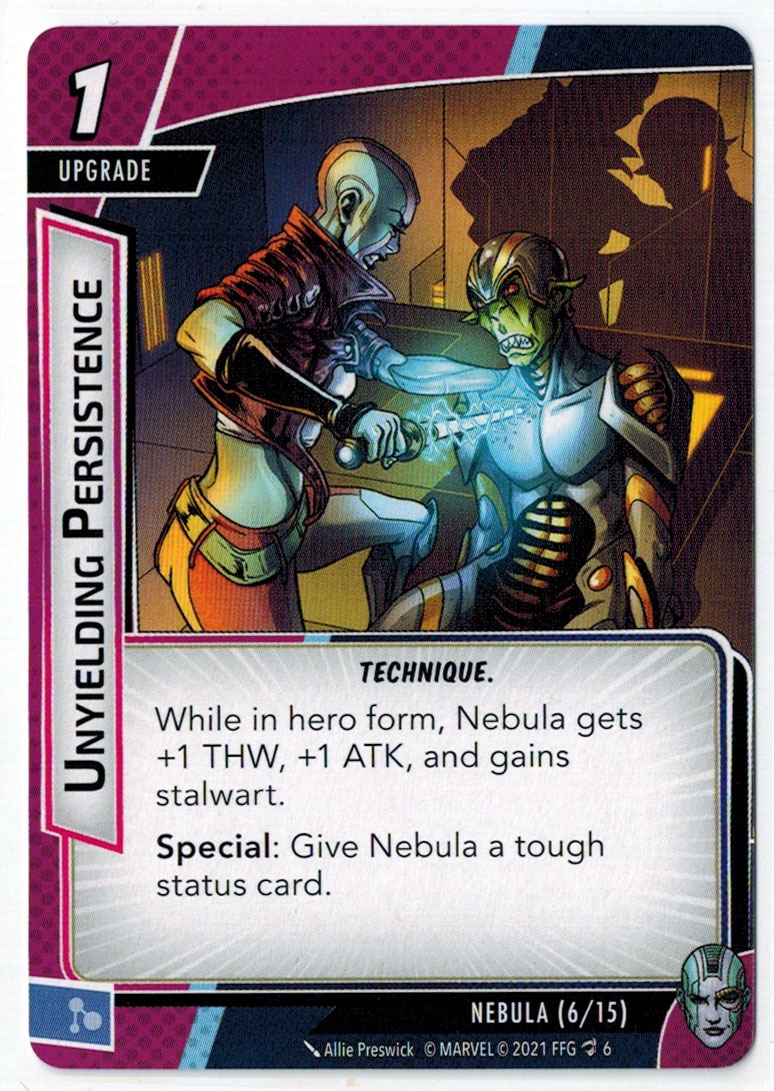 1
UPGRADE
UNYIELDING PERSISTENCE
TECHNIQUE.
While in hero form, Nebula gets
+1 THW, +1 ATK, and gains
stalwart.
Special: Give Nebula a tough
status card.
NEBULA (6/15)
Allie Preswick © MARVEL © 2021 FFG 6